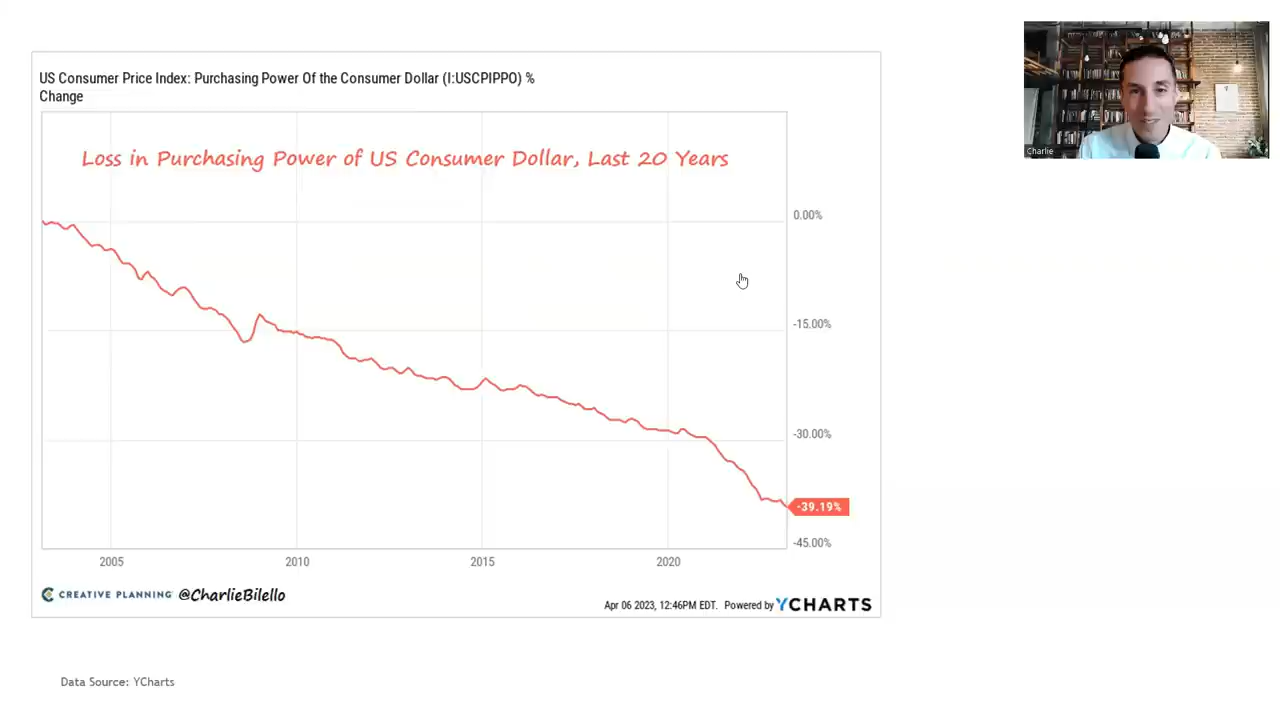 US Consumer Price Index: Purchasing Power Of the Consumer Dollar (I:USCPIPPO) %
Change
Loss in Purchasing Power of US Consumer Dollar, Last 20 Years
0.00%
-15.00%
-30.00%
-39.19%
-45.00%
2005 2010 2015 2020
CREATIVE PLANNING @CharlieBilello
Apr 06 2023, 12:46PM EDT. Powered by YCHARTS
Data Source: YCharts
Charlie